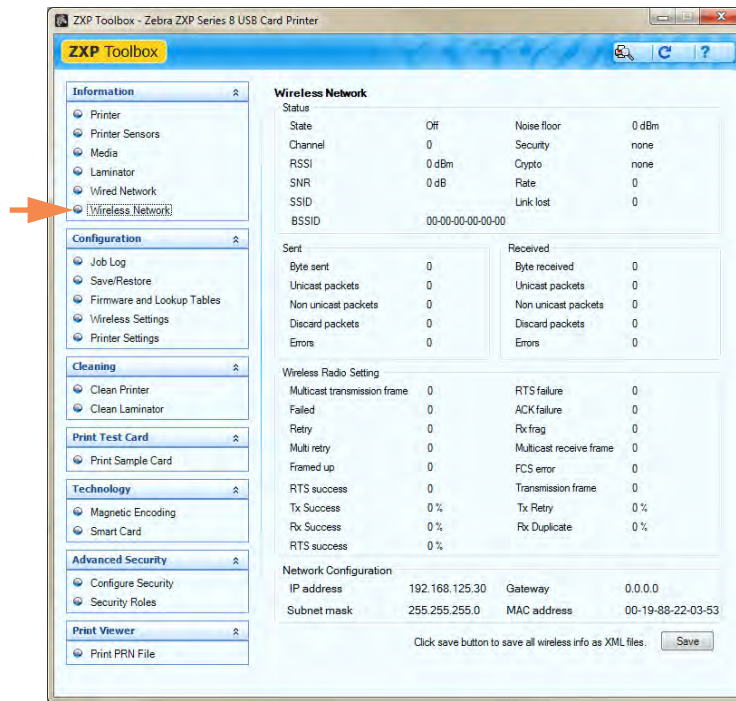 ZXP Toolbox - Zebra ZXP Series 8 USB Card Printer
ZXP Toolbox
?
Information
Printer
Printer Sensors
Media
Laminator
Wired Network
Wireless Network
Configuration
Job Log
Save/Restore
Firmware and Lookup Tables
Wireless Settings
Printer Settings
Cleaning
Clean Printer
Clean Laminator
Print Test Card
Print Sample Card
Technology
Magnetic Encoding
Smart Card
Advanced Security
Configure Security
Security Roles
Print Viewer
Print PRN File
Wireless Network
Status
State Off Noise floor 0 dBm
Channel 0 Security none
RSSI 0 dBm Crypto none
SNR 0 dB Rate 0
SSID Link lost 0
BSSID 00-00-00-00-00-00
Sent
Byte sent 0
Unicast packets 0
Non unicast packets 0
Discard packets 0
Errors 0
Received
Byte received 0
Unicast packets 0
Non unicast packets 0
Discard packets 0
Errors 0
Wireless Radio Setting
Multicast transmission frame 0 RTS failure 0
Failed 0 ACK failure 0
Retry 0 Rx frag 0
Multi retry 0 Multicast receive frame 0
Framed up 0 FCS error 0
RTS success 0 Transmission frame 0
Tx Success 0 % Tx Retry 0 %
Rx Success 0 % Rx Duplicate 0 %
RTS success 0 %
Network Configuration
IP address 192.168.125.30 Gateway 0.0.0.0
Subnet mask 255.255.255.0 MAC address 00-19-88-22-03-53
Click save button to save all wireless info as XML files. Save